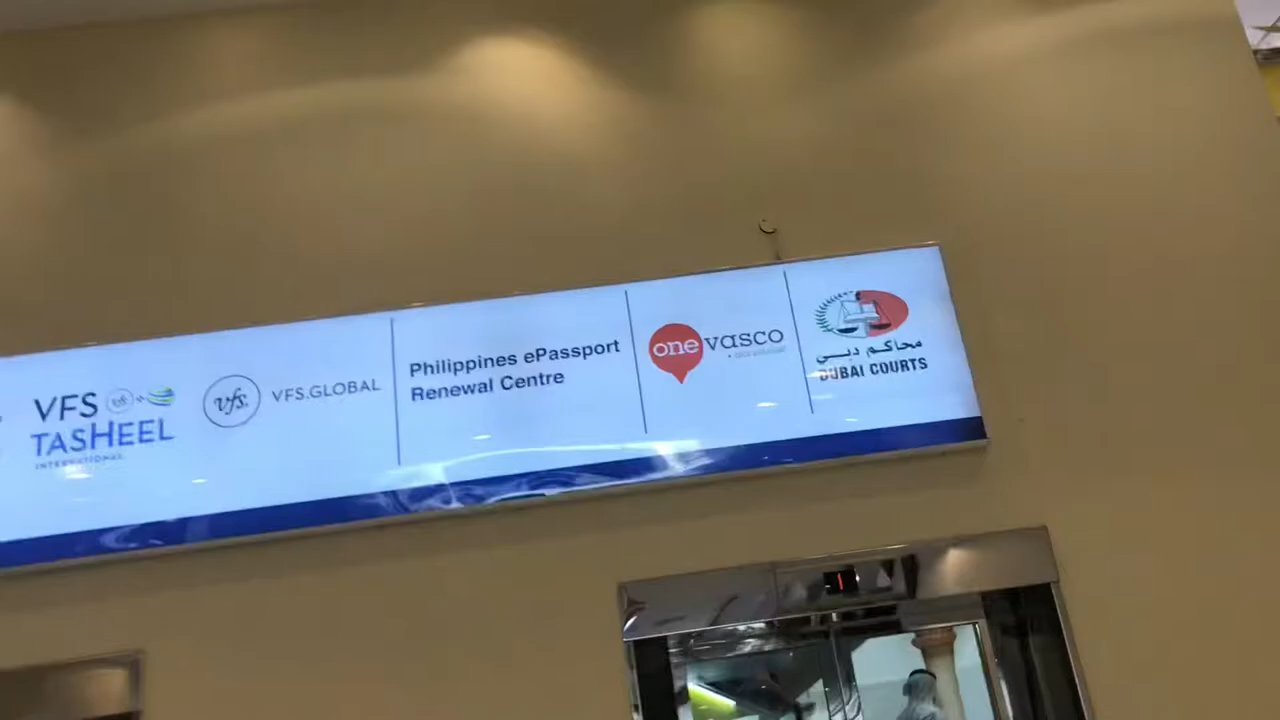 VFS
TASHEEL
INTERNATIONAL
vfs.
VFS.GLOBAL
Philippines ePassport
Renewal Centre
one vasco
محاكم دبي
DUBAI COURTS